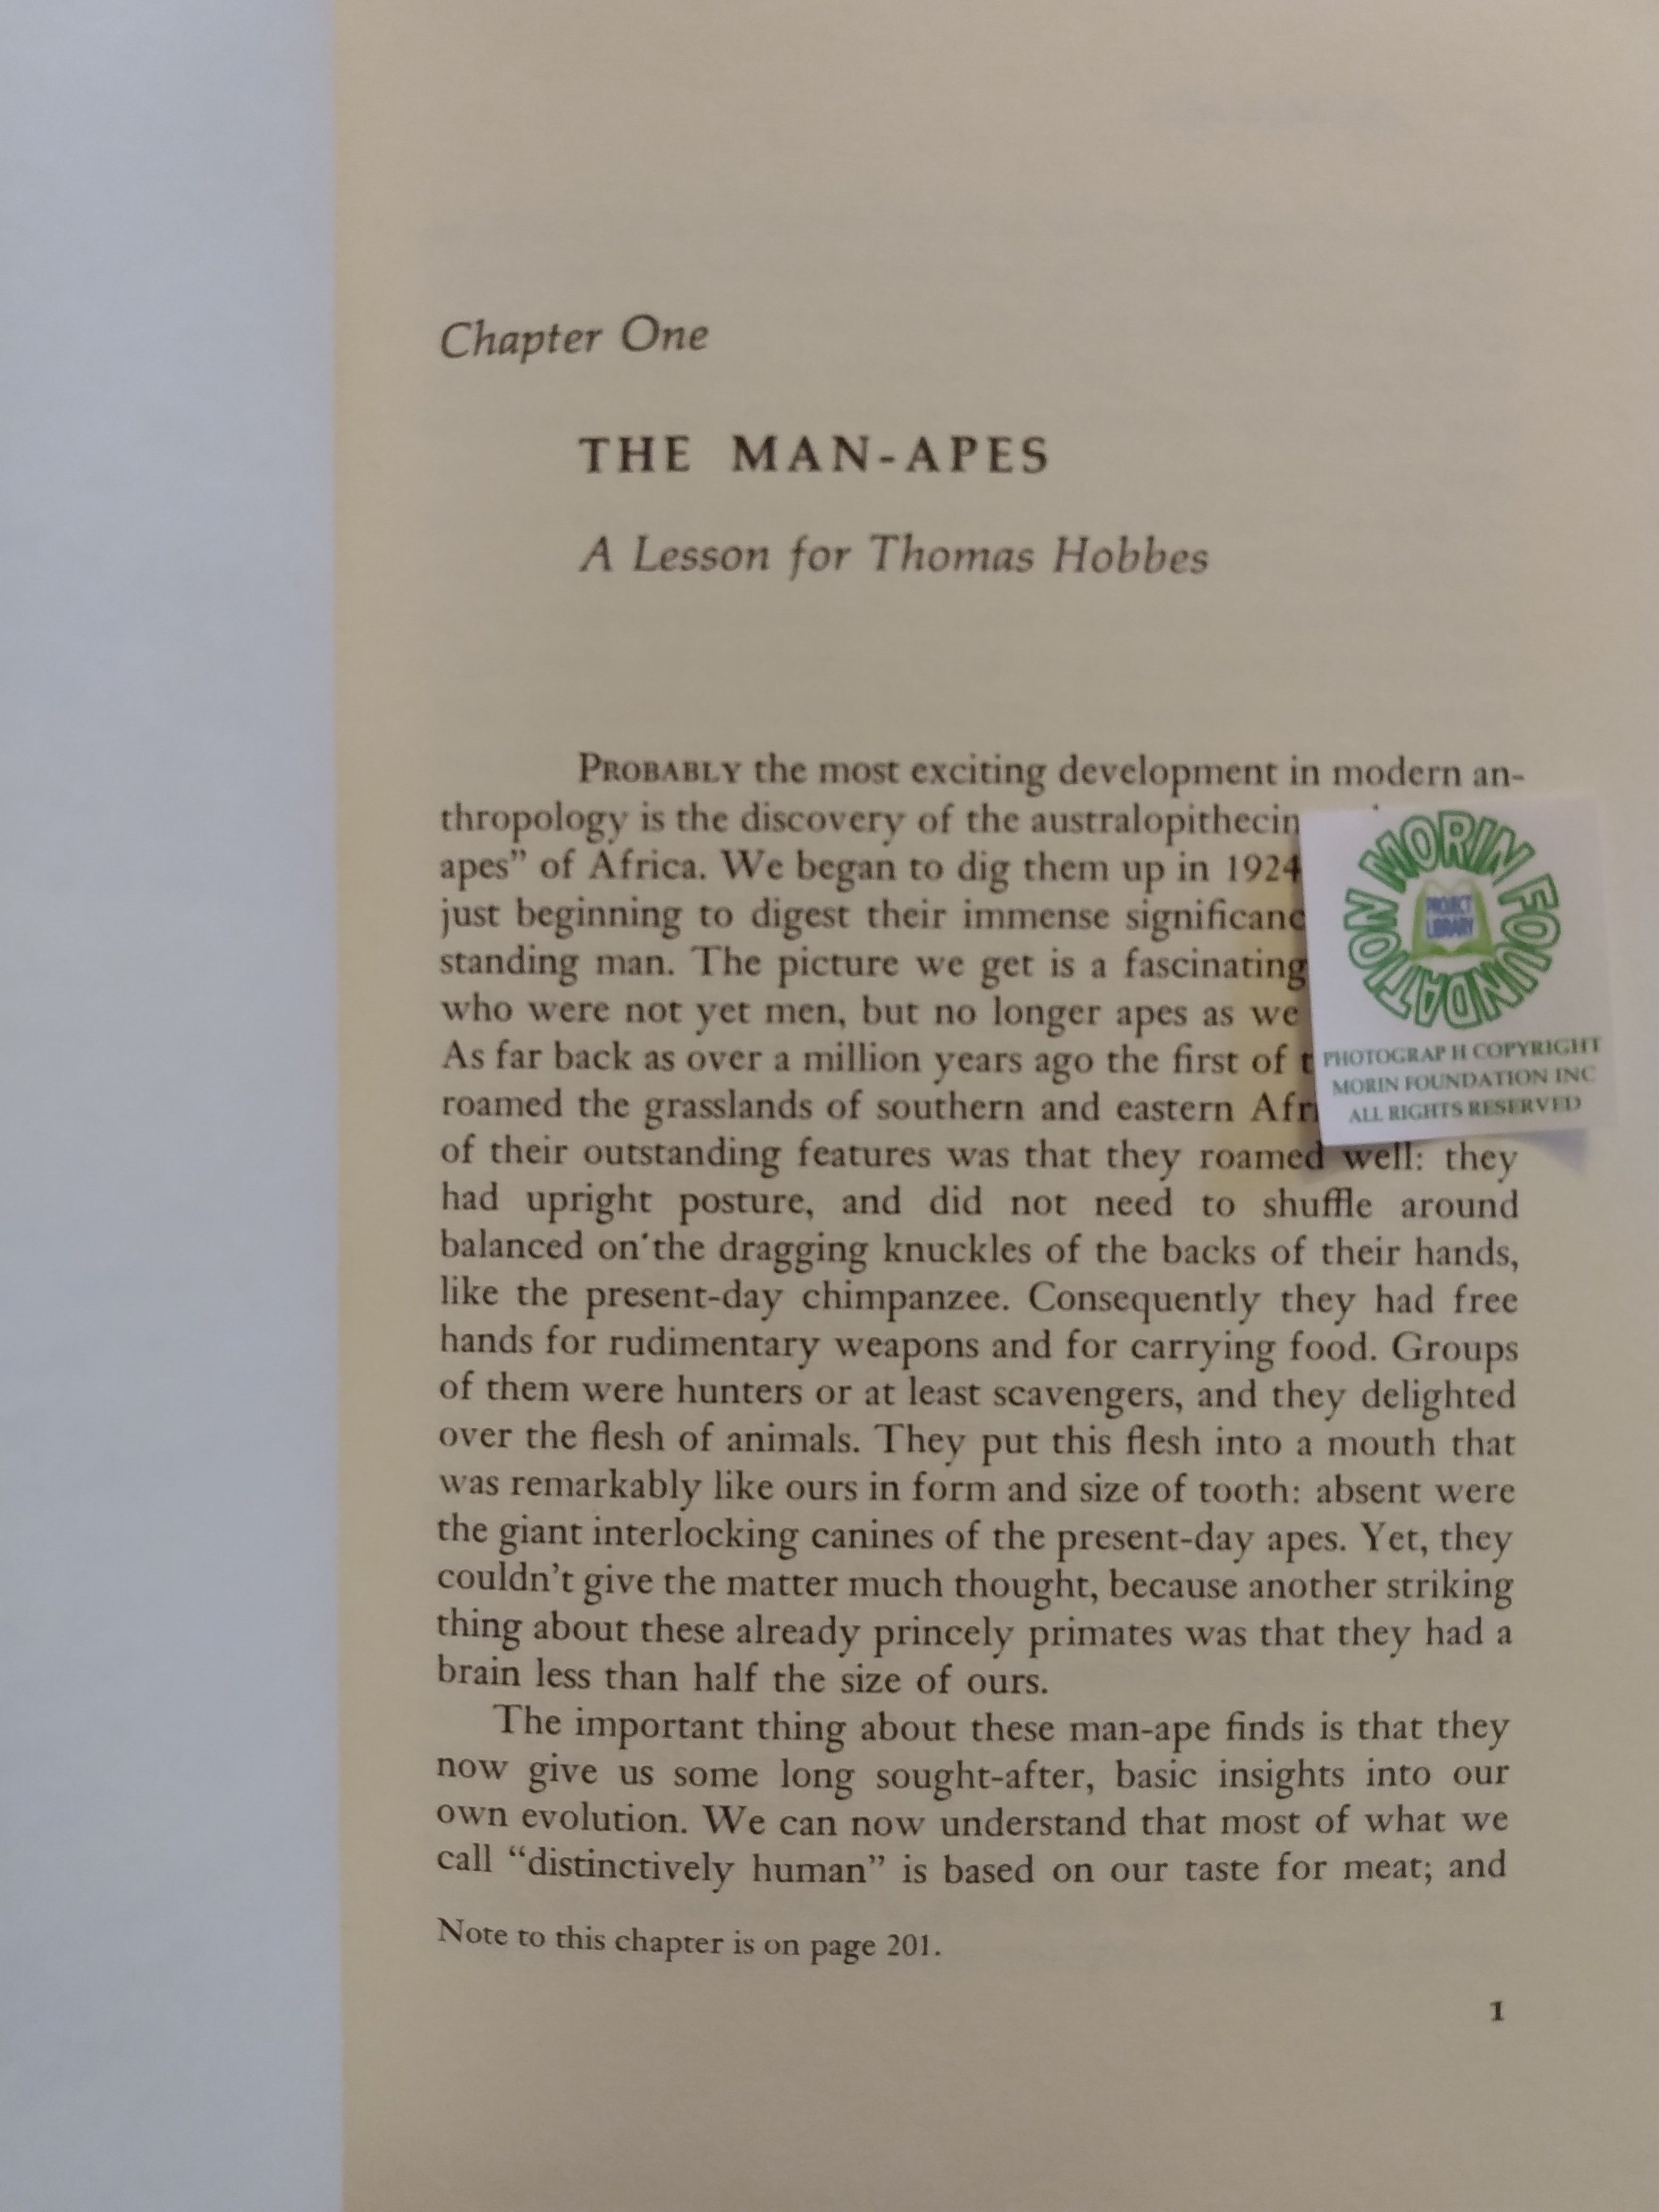 Chapter One
THE MAN-APES
A Lesson for Thomas Hobbes
PROBABLY the most exciting development in modern an-
thropology is the discovery of the
apes” of Africa. We began to dig them up in 1924
just beginning to digest their immense
standing man. The picture we get is a fascinating
who were not yet men, but no longer apes as we
As far back as over a million years ago the first of
roamed the grasslands of southern and eastern
of their outstanding features was that they roamed well: they
had upright posture, and did not need to shuffle around
balanced on the dragging knuckles of the backs of their hands,
like the present-day chimpanzee. Consequently they had free
hands for rudimentary weapons and for carrying food. Groups
of them were hunters or at least scavengers, and they delighted
over the flesh of animals. They put this flesh into a mouth that
was remarkably like ours in form and size of tooth: absent were
the giant interlocking canines of the present-day apes. Yet, they
couldn’t give the matter much thought, because another striking
thing about these already princely primates was that they had a
brain less than half the size of ours.
The important thing about these man-ape finds is that they
now give us some long sought-after, basic insights into our
own evolution. We can now understand that most of what we
call “distinctively human” is based on our taste for meat; and
Note to this chapter is on page 201.
1
MORIN FOUNDATION
PROJECT
LIBRARY
PHOTOGRAP H COPYRIGHT
MORIN FOUNDATION INC
ALL RIGHTS RESERVED